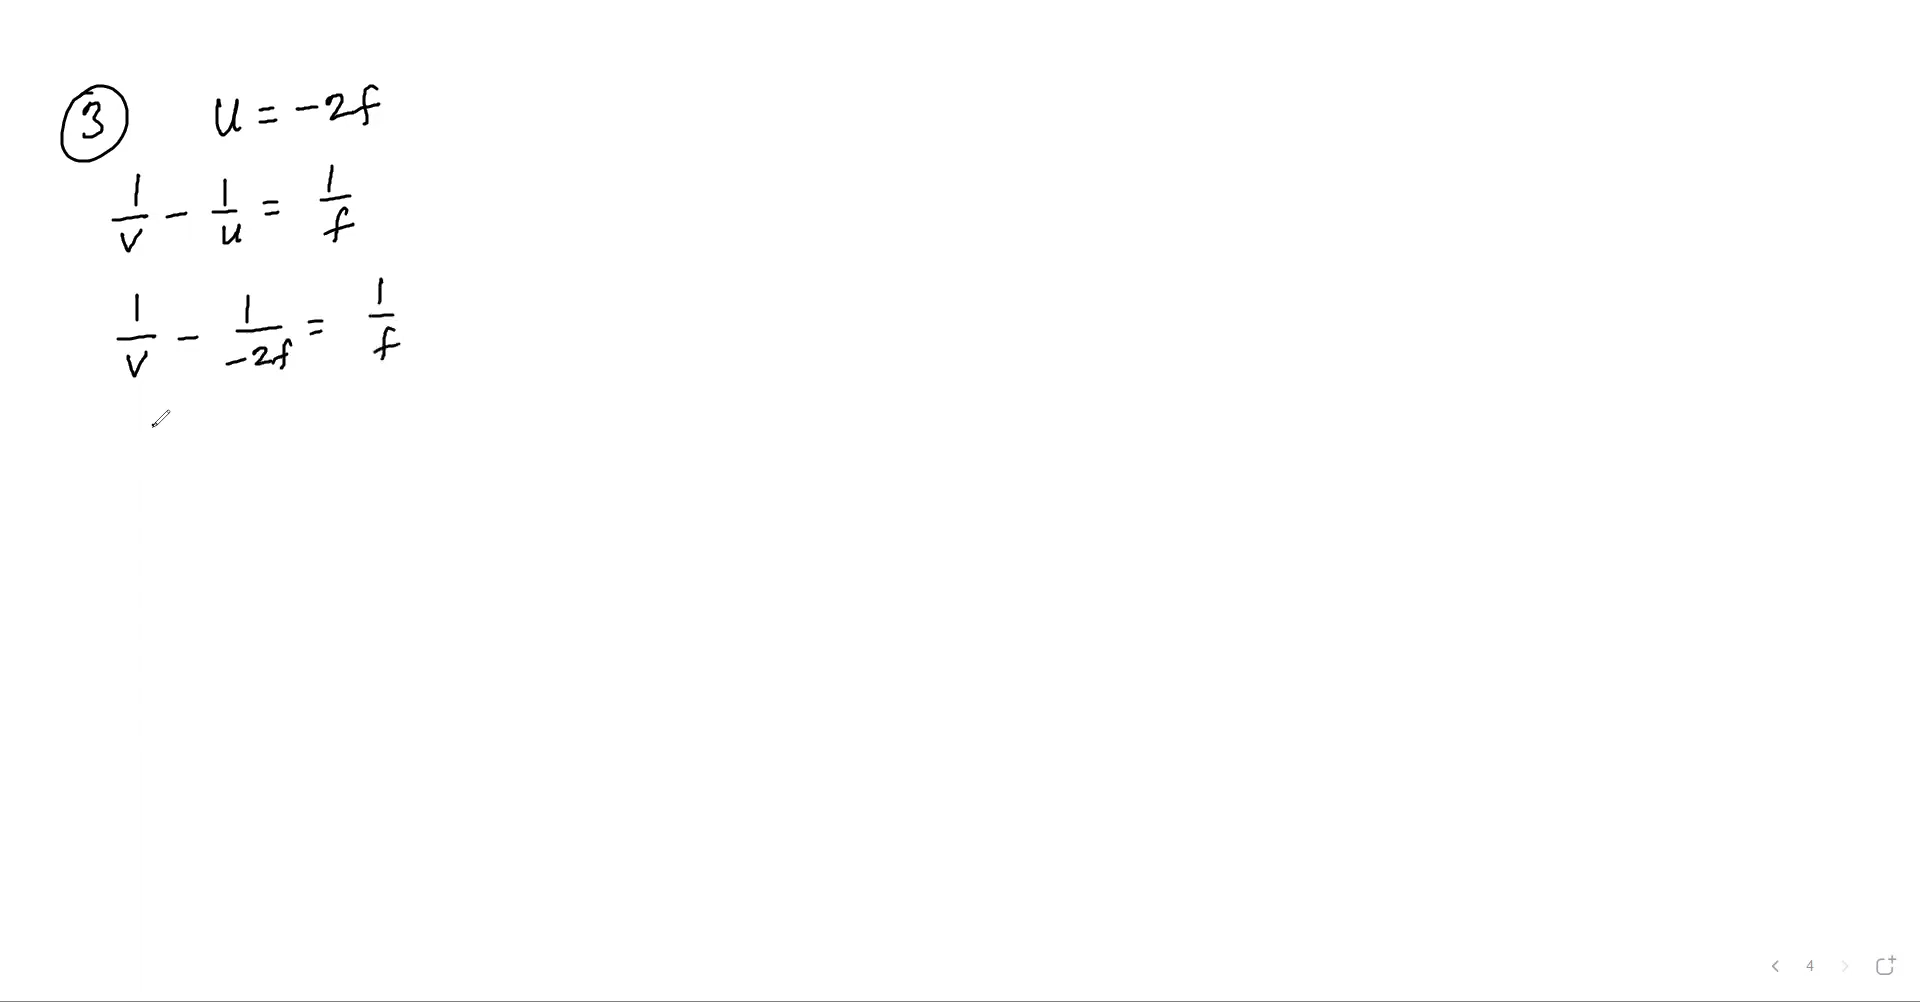 ③ u = -2f
1/v - 1/u = 1/f
1/v - 1/-2f = 1/f
4